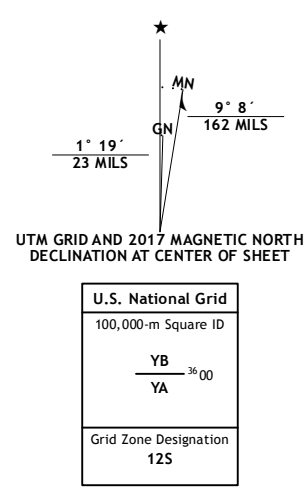 ★
MN
GN
9° 8´
162 MILS
1° 19´
23 MILS
UTM GRID AND 2017 MAGNETIC NORTH
DECLINATION AT CENTER OF SHEET
U.S. National Grid
100,000-m Square ID
YB
3600
YA
Grid Zone Designation
12S